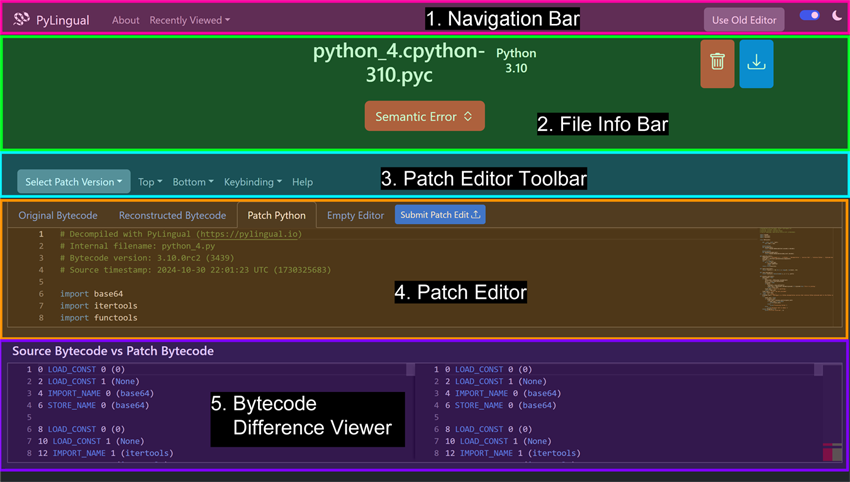 PyLingual About Recently Viewed 1. Navigation Bar Use Old Editor
python_4.cpython-
310.pyc
Python
3.10
Semantic Error
2. File Info Bar
Select Patch Version Top Bottom Keybinding Help 3. Patch Editor Toolbar
Original Bytecode Reconstructed Bytecode Patch Python Empty Editor Submit Patch Edit
1 # Decompiled with PyLingual (https://pylingual.io)
2 # Internal filename: python_4.py
3 # Bytecode version: 3.10.0rc2 (3439)
4 # Source timestamp: 2024-10-30 22:01:23 UTC (1730325683)
5
6 import base64
7 import itertools
8 import functools
4. Patch Editor
Source Bytecode vs Patch Bytecode
1 0 LOAD_CONST 0 (0)
2 2 LOAD_CONST 1 (None)
3 4 IMPORT_NAME 0 (base64)
4 6 STORE_NAME 0 (base64)
5
6 8 LOAD_CONST 0 (0)
7 10 LOAD_CONST 1 (None)
8 12 IMPORT_NAME 1 (itertools)
5. Bytecode
Difference Viewer
1 0 LOAD_CONST 0 (0)
2 2 LOAD_CONST 1 (None)
3 4 IMPORT_NAME 0 (base64)
4 6 STORE_NAME 0 (base64)
5
6 8 LOAD_CONST 0 (0)
7 10 LOAD_CONST 1 (None)
8 12 IMPORT_NAME 1 (itertools)